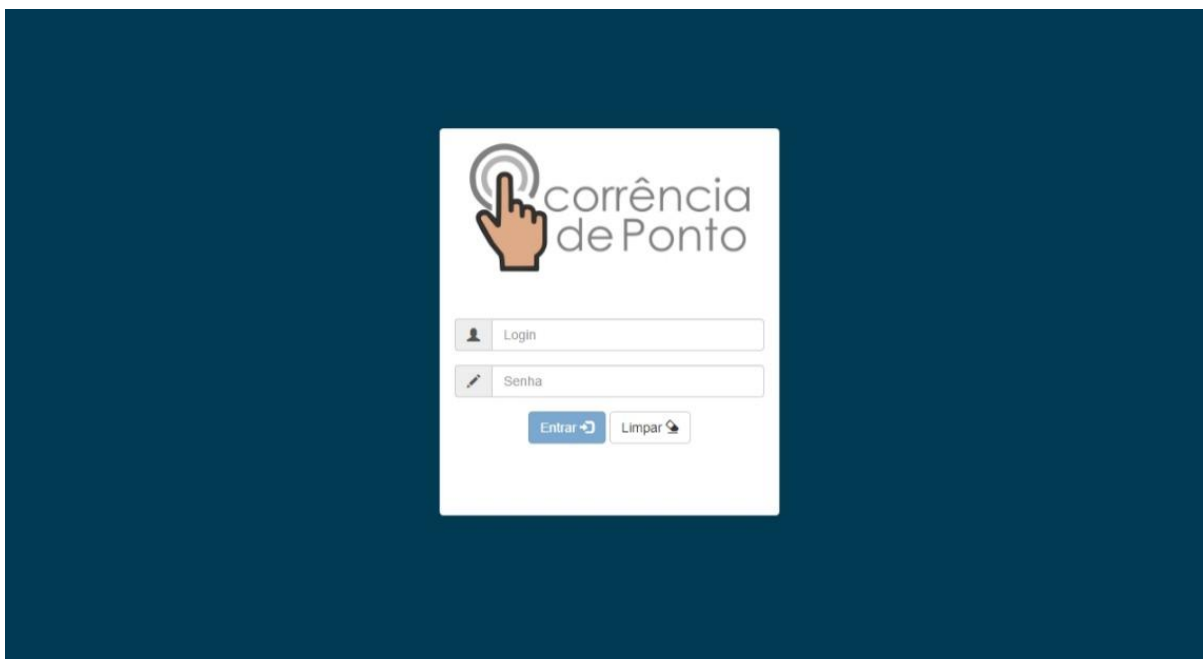 corrência
de Ponto
Login
Senha
Entrar
Limpar